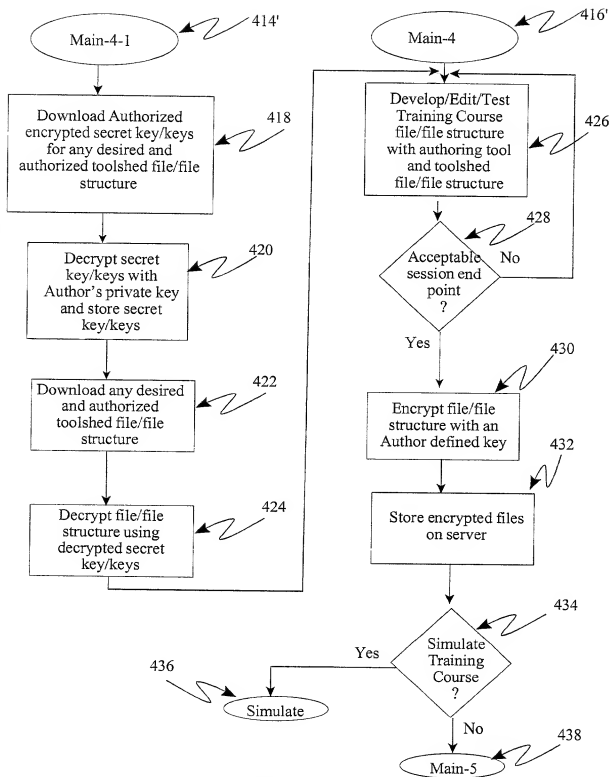 Main-4-1
414'
Download Authorized
encrypted secret key/keys
for any desired and
authorized toolshed file/file
structure
418
Decrypt secret
key/keys with
Author's private key
and store secret
key/keys
420
Download any desired
and authorized
toolshed file/file
structure
422
Decrypt file/file
structure using
decrypted secret
key/keys
424
Main-4
416'
Develop/Edit/Test
Training Course
file/file structure
with authoring tool
and toolshed
file/file structure
426
428
Acceptable
session end
point
?
No
Yes
430
Encrypt file/file
structure with an
Author defined key
432
Store encrypted files
on server
434
Simulate
Training
Course
?
Yes
436
Simulate
No
438
Main-5